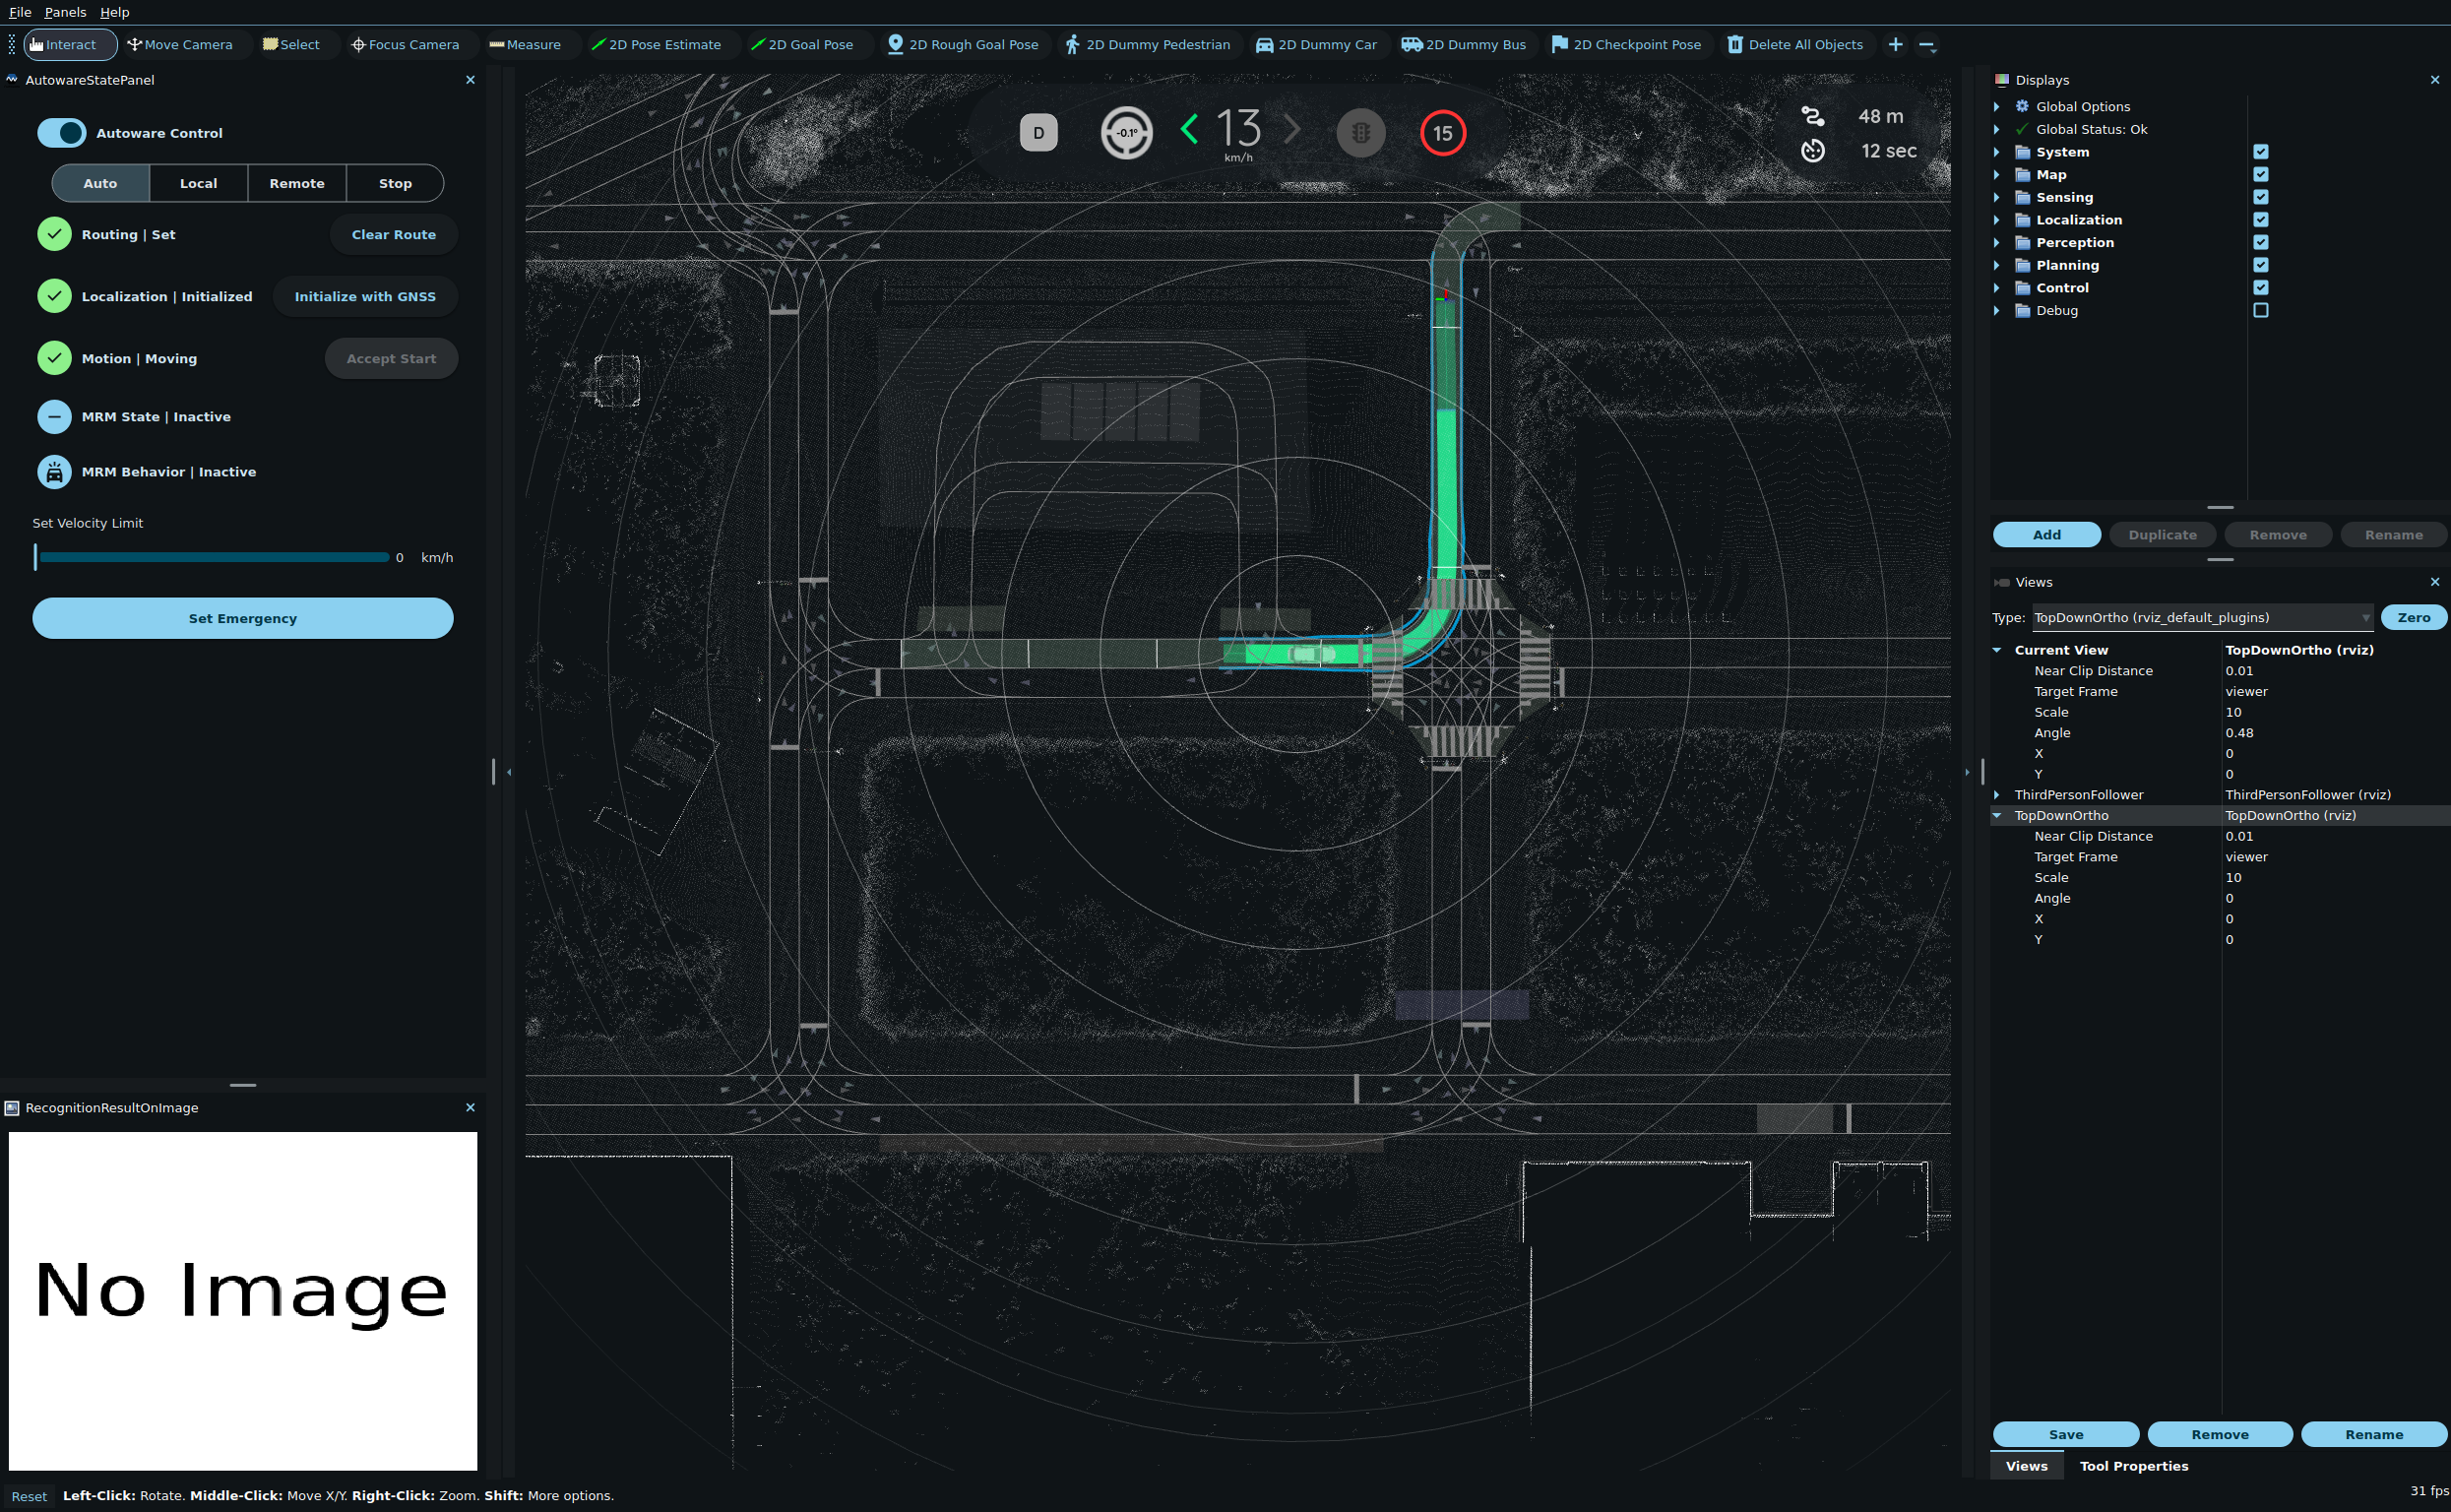 File Panels Help
Interact Move Camera Select Focus Camera Measure 2D Pose Estimate 2D Goal Pose 2D Rough Goal Pose 2D Dummy Pedestrian 2D Dummy Car 2D Dummy Bus 2D Checkpoint Pose Delete All Objects
AutowareStatePanel
Autoware Control
Auto Local Remote Stop
Routing | Set Clear Route
Localization | Initialized Initialize with GNSS
Motion | Moving Accept Start
MRM State | Inactive
MRM Behavior | Inactive
Set Velocity Limit
0 km/h
Set Emergency
RecognitionResultOnImage
No Image
D -0.1° 13 km/h 15
48 m
12 sec
Displays
Global Options
Global Status: Ok
System
Map
Sensing
Localization
Perception
Planning
Control
Debug
Add Duplicate Remove Rename
Views
Type: TopDownOrtho (rviz_default_plugins) Zero
Current View TopDownOrtho (rviz)
Near Clip Distance 0.01
Target Frame viewer
Scale 10
Angle 0.48
X 0
Y 0
ThirdPersonFollower ThirdPersonFollower (rviz)
TopDownOrtho TopDownOrtho (rviz)
Near Clip Distance 0.01
Target Frame viewer
Scale 10
Angle 0
X 0
Y 0
Save Remove Rename
Views Tool Properties
Reset Left-Click: Rotate. Middle-Click: Move X/Y. Right-Click: Zoom. Shift: More options.
31 fps